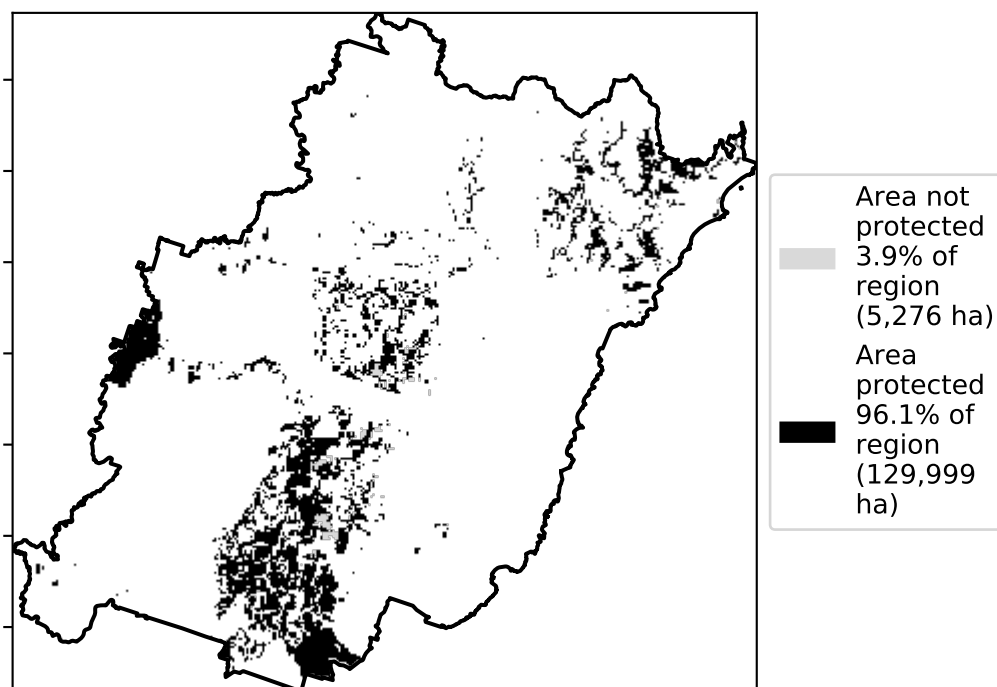 Area not
protected
3.9% of
region
(5,276 ha)
Area
protected
96.1% of
region
(129,999
ha)